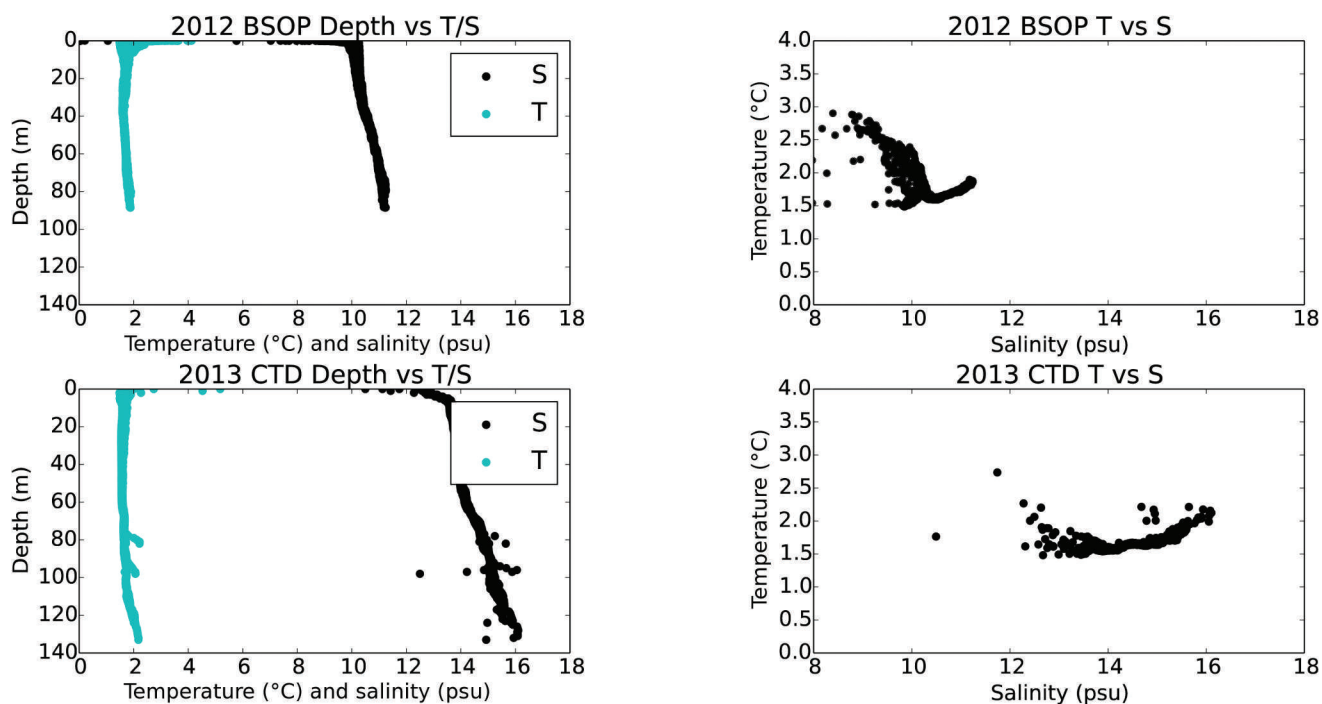 2012 BSOP Depth vs T/S
0
20
40
60
80
100
120
140
Depth (m)
S
T
0 2 4 6 8 10 12 14 16 18
Temperature (°C) and salinity (psu)
2012 BSOP T vs S
4.0
3.5
3.0
2.5
2.0
1.5
1.0
0.5
0.0
Temperature (°C)
8 10 12 14 16 18
Salinity (psu)
2013 CTD Depth vs T/S
0
20
40
60
80
100
120
140
Depth (m)
S
T
0 2 4 6 8 10 12 14 16 18
Temperature (°C) and salinity (psu)
2013 CTD T vs S
4.0
3.5
3.0
2.5
2.0
1.5
1.0
0.5
0.0
Temperature (°C)
8 10 12 14 16 18
Salinity (psu)